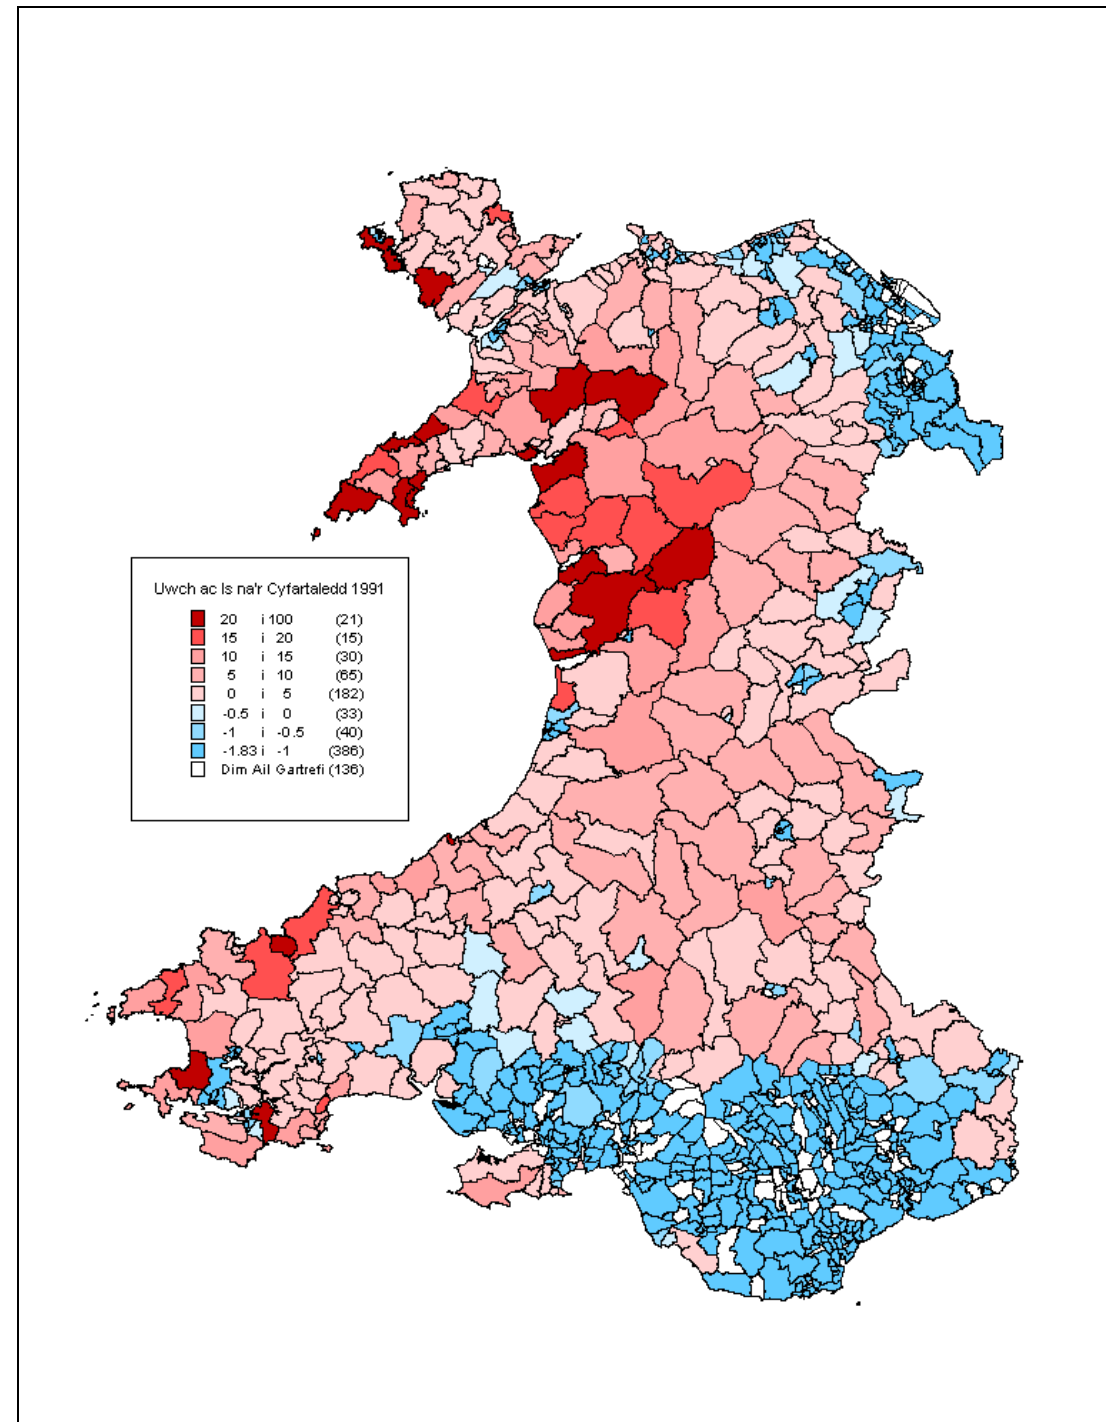 Uwch ac Is na'r Cyfartaledd 1991
20 i 100 (21)
15 i 20 (15)
10 i 15 (30)
5 i 10 (65)
0 i 5 (182)
-0.5 i 0 (33)
-1 i -0.5 (40)
-1.83 i -1 (386)
Dim Ail Gartrefi (136)